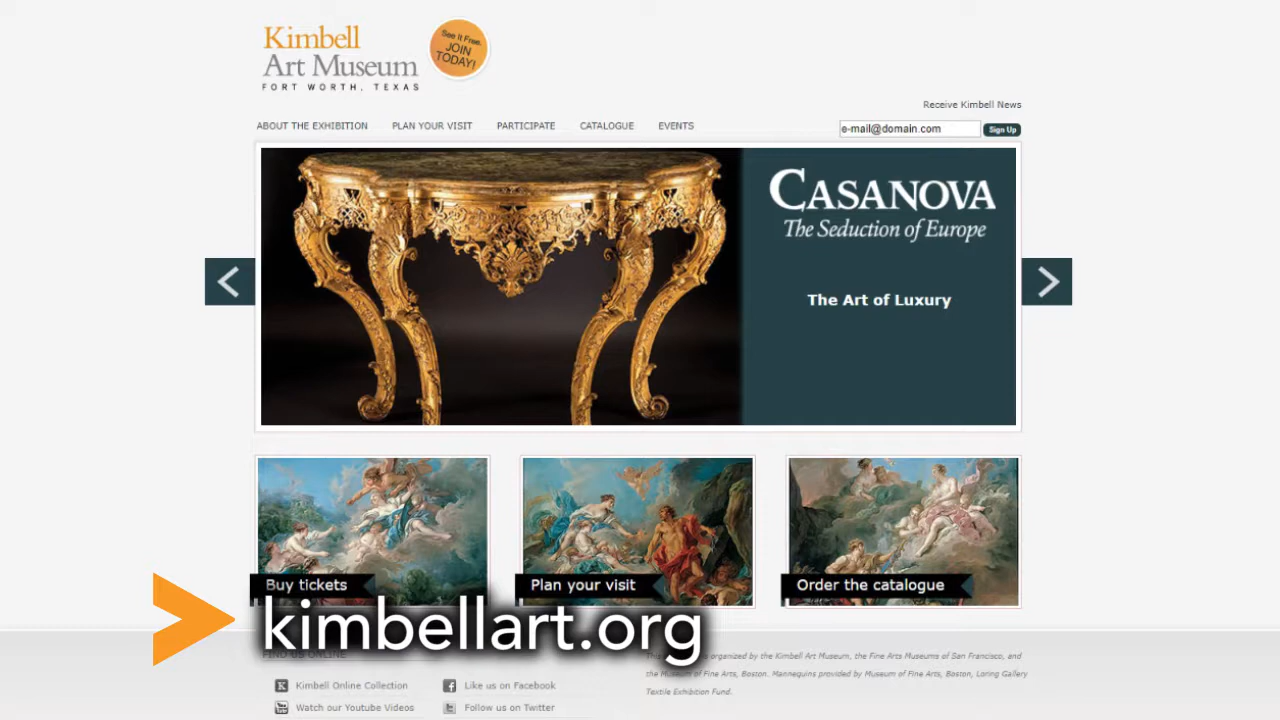 Kimbell
Art Museum
FORT WORTH, TEXAS
See It Free.
JOIN
TODAY!
Receive Kimbell News
ABOUT THE EXHIBITION PLAN YOUR VISIT PARTICIPATE CATALOGUE EVENTS
e-mail@domain.com Sign Up
CASANOVA
The Seduction of Europe
The Art of Luxury
Buy tickets
Plan your visit
Order the catalogue
kimbellart.org
FIND US ONLINE
Kimbell Online Collection
Like us on Facebook
Watch our Youtube Videos
Follow us on Twitter
organized by the Kimbell Art Museum, the Fine Arts Museums of San Francisco, and
the Museum of Fine Arts, Boston. Mannequins provided by Museum of Fine Arts, Boston, Loring Gallery
Textile Exhibition Fund.